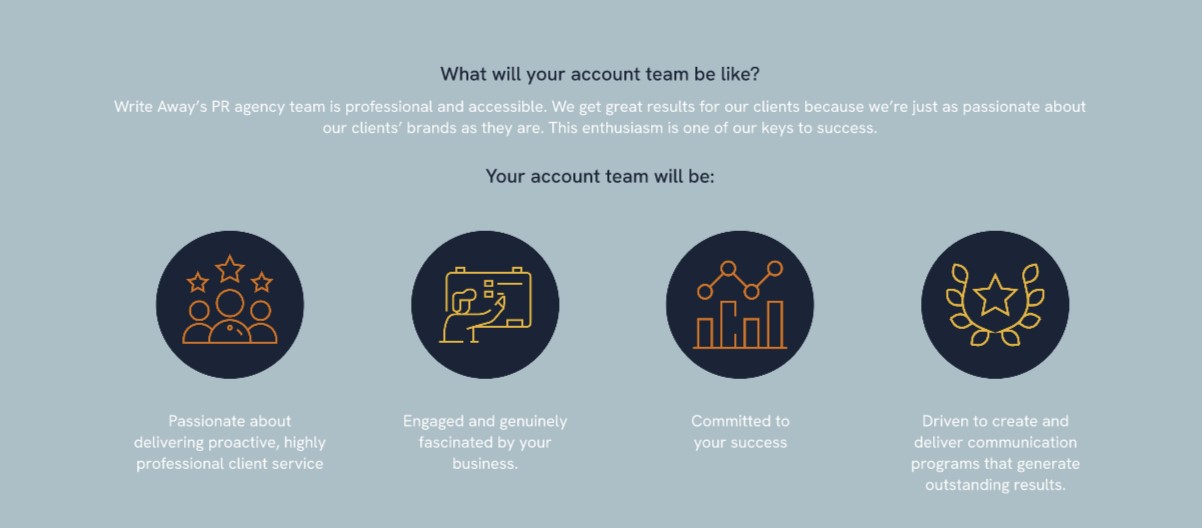 What will your account team be like?
Write Away’s PR agency team is professional and accessible. We get great results for our clients because we’re just as passionate about
our clients’ brands as they are. This enthusiasm is one of our keys to success.
Your account team will be:
Passionate about
delivering proactive, highly
professional client service
Engaged and genuinely
fascinated by your
business.
Committed to
your success
Driven to create and
deliver communication
programs that generate
outstanding results.